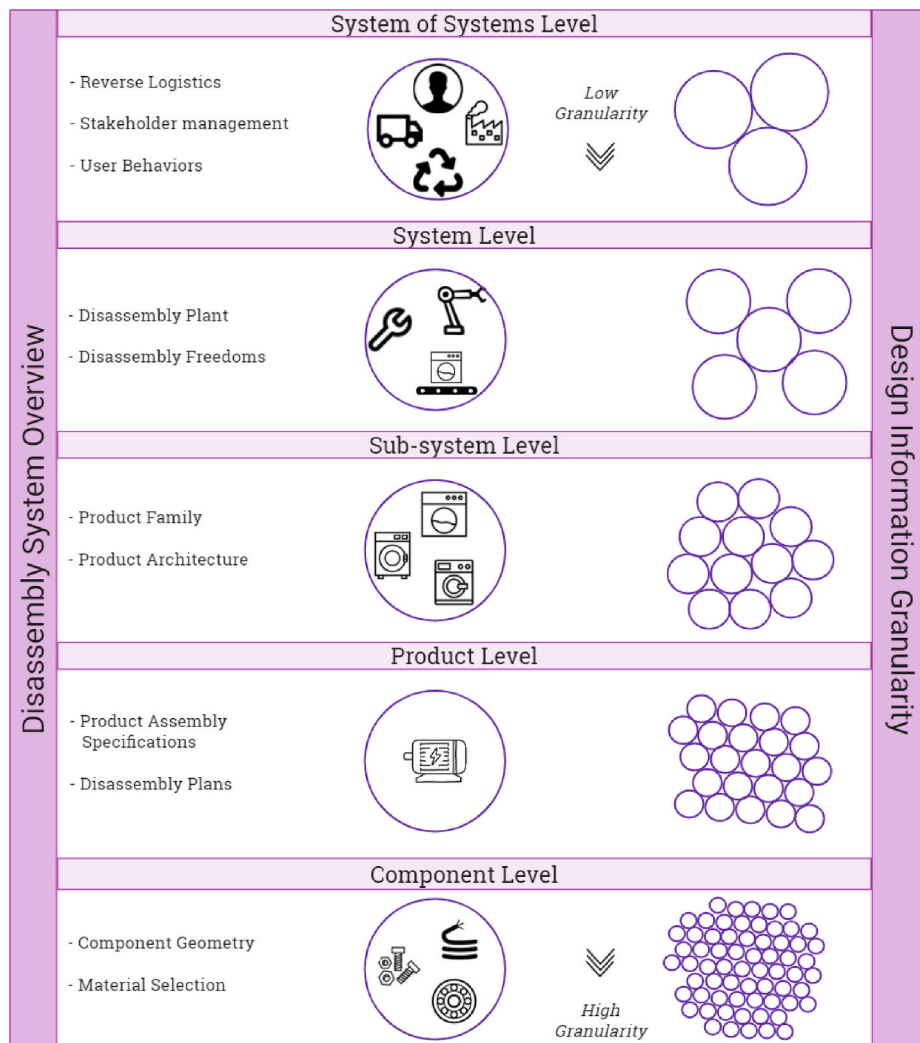 System of Systems Level
- Reverse Logistics
- Stakeholder management
- User Behaviors
Low
Granularity
System Level
- Disassembly Plant
- Disassembly Freedoms
Sub-system Level
- Product Family
- Product Architecture
Product Level
- Product Assembly
Specifications
- Disassembly Plans
Component Level
- Component Geometry
- Material Selection
High
Granularity
Disassembly System Overview
Design Information Granularity